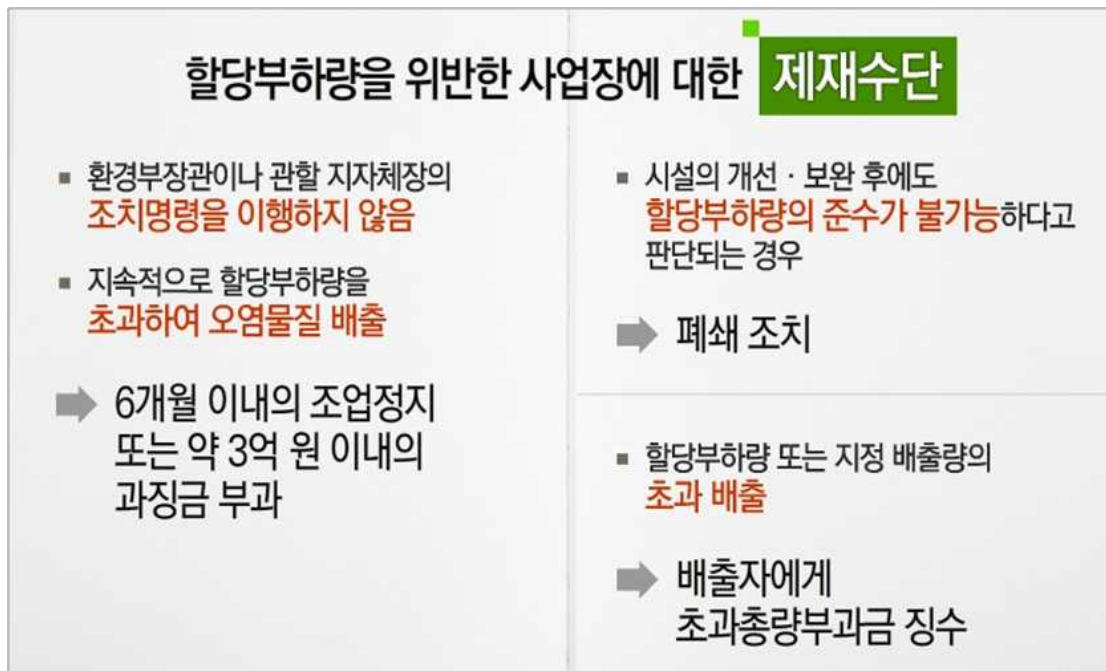 할당부하량을 위반한 사업장에 대한 제재수단
▪ 환경부장관이나 관할 지자체장의
조치명령을 이행하지 않음
▪ 지속적으로 할당부하량을
초과하여 오염물질 배출
➡ 6개월 이내의 조업정지
또는 약 3억 원 이내의
과징금 부과
▪ 시설의 개선 · 보완 후에도
할당부하량의 준수가 불가능하다고
판단되는 경우
➡ 폐쇄 조치
▪ 할당부하량 또는 지정 배출량의
초과 배출
➡ 배출자에게
초과총량부과금 징수